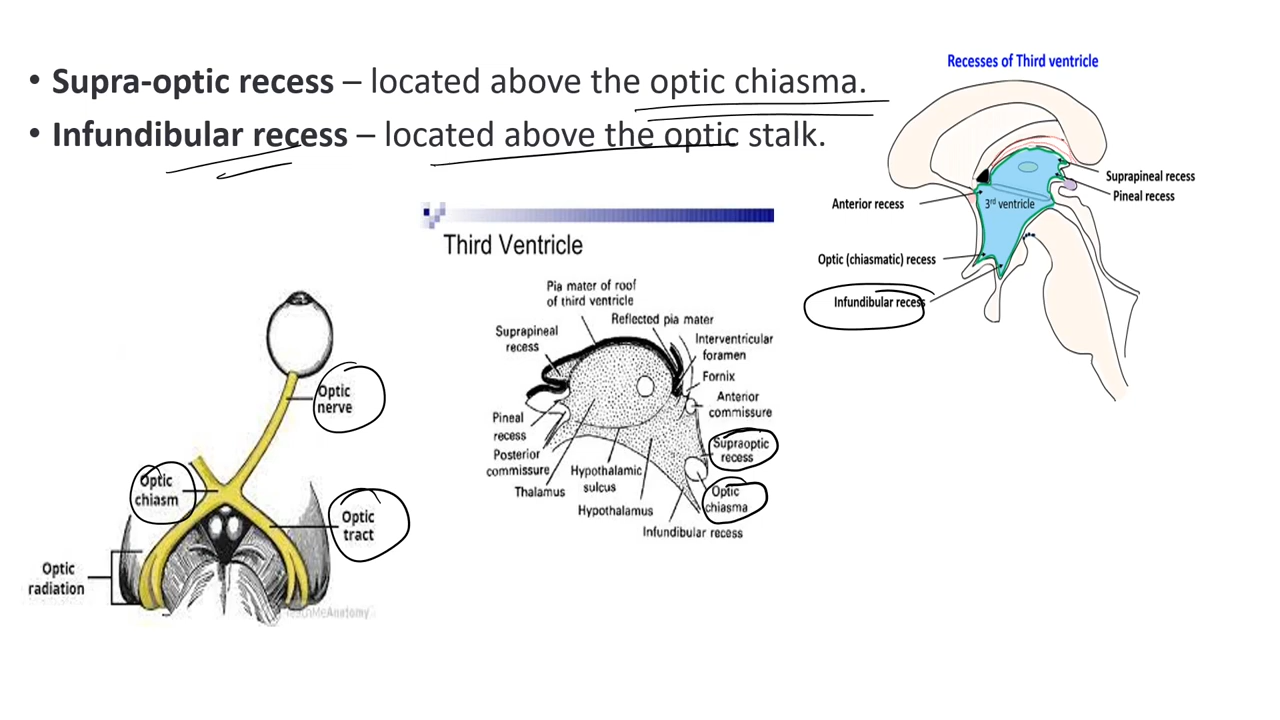 • Supra-optic recess – located above the optic chiasma.
• Infundibular recess – located above the optic stalk.
Recesses of Third ventricle
Suprapineal recess
Pineal recess
Anterior recess
3rd ventricle
Optic (chiasmatic) recess
Infundibular recess
Third Ventricle
Pia mater of roof
of third ventricle
Reflected pia mater
Suprapineal
recess
Interventricular
foramen
Fornix
Anterior
commissure
Pineal
recess
Supraoptic
recess
Posterior
commissure
Hypothalamic
sulcus
Thalamus
Optic
chiasma
Hypothalamus
Infundibular recess
Optic
nerve
Optic
chiasm
Optic
tract
Optic
radiation
TeachMeAnatomy